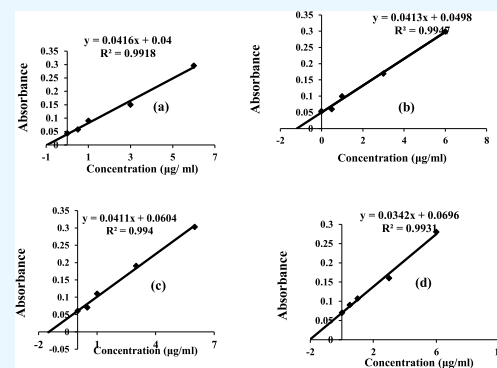 y = 0.0416x + 0.04
R² = 0.9918
0.35
0.3
0.25
0.2
0.15
0.1
0.05
0
-1 1 3 5 7
Absorbance
Concentration (µg/ ml)
(a)
y = 0.0413x + 0.0498
R² = 0.9947
0.35
0.3
0.25
0.2
0.15
0.1
0.05
0
-2 0 2 4 6 8
Absorbance
Concentration (µg/ml)
(b)
y = 0.0411x + 0.0604
R² = 0.994
0.35
0.3
0.25
0.2
0.15
0.1
0.05
0
-0.05
-2 1 4 7
Absorbance
Concentration (µg/ml)
(c)
y = 0.0342x + 0.0696
R² = 0.9931
0.3
0.25
0.2
0.15
0.1
0.05
0
-2 2 6
Absorbance
Concentration (µg/ml)
(d)